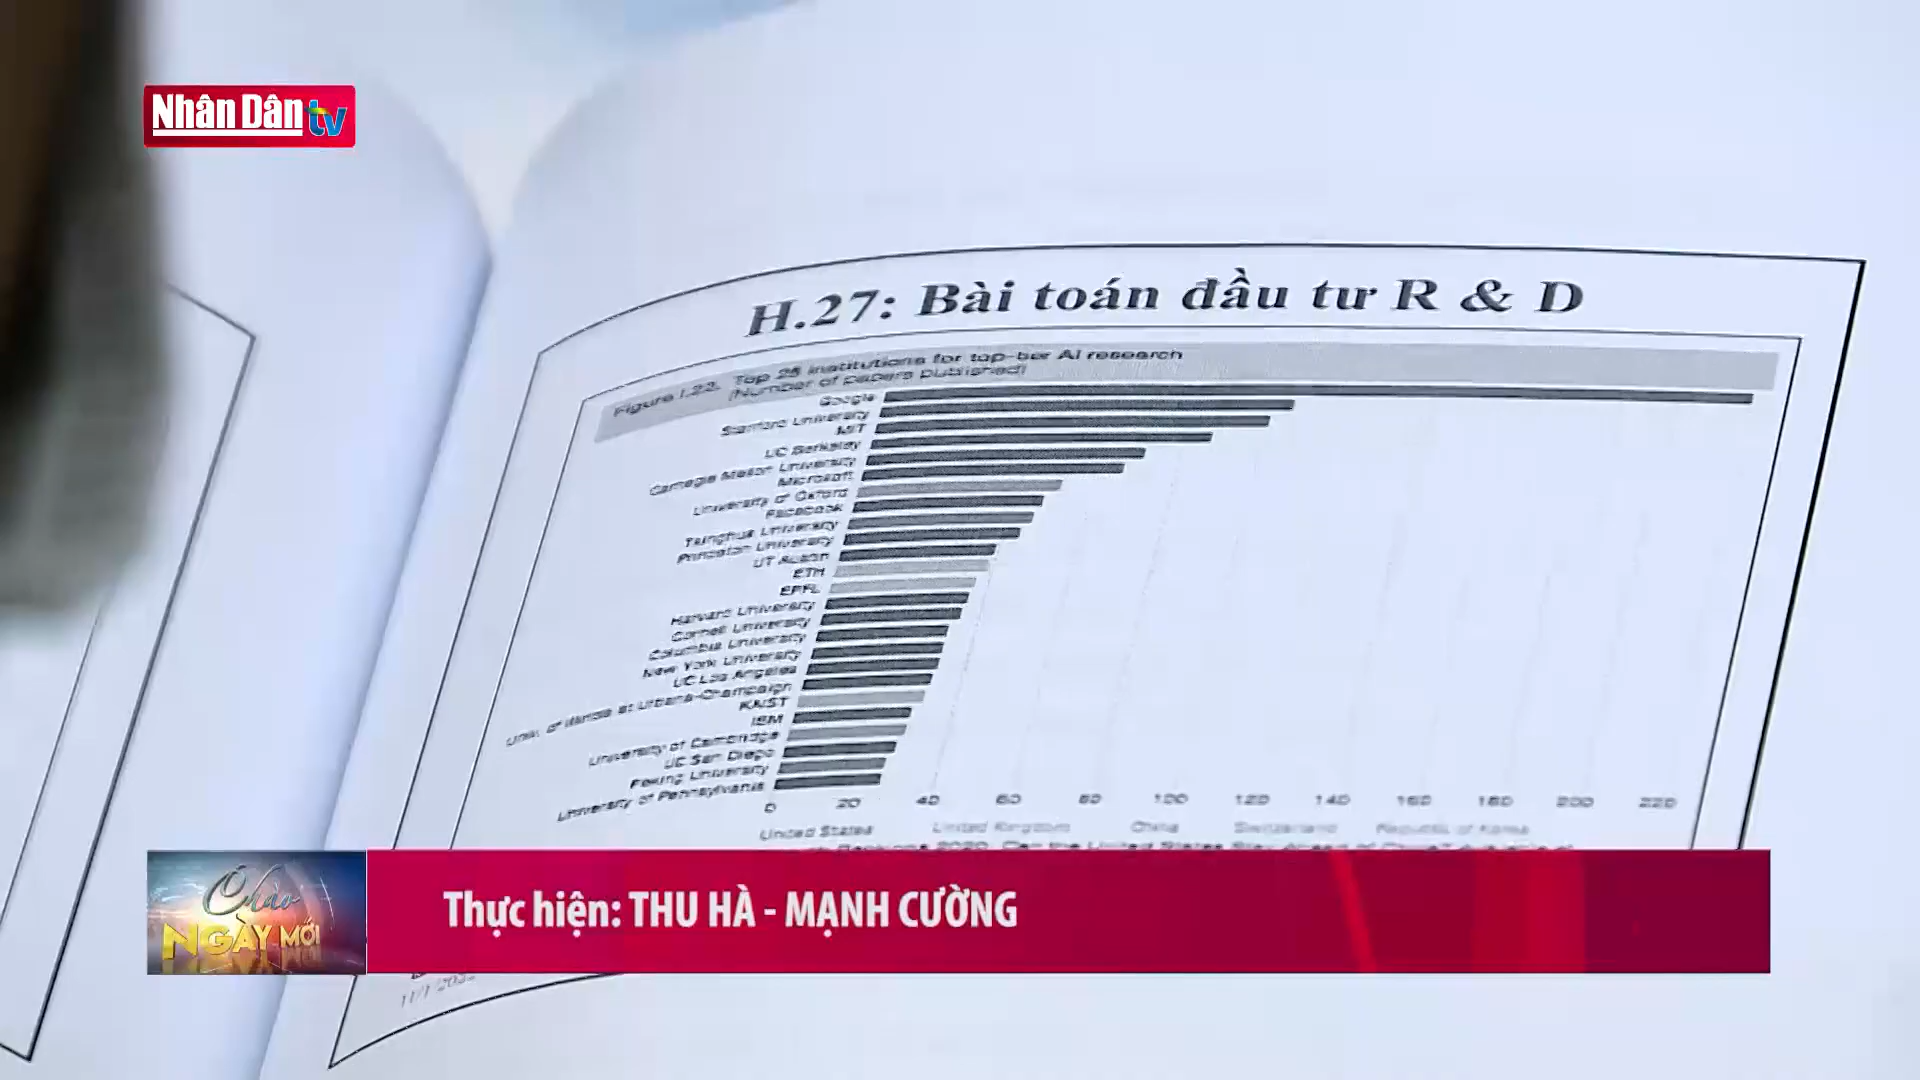 Nhân Dân tv
H.27: Bài toán đầu tư R & D
Figure I.22. Top 25 institutions for top-tier AI research
(Number of papers published)
Google
Stanford University
MIT
UC Berkeley
Carnegie Mellon University
Microsoft
University of Oxford
Facebook
Tsinghua University
Princeton University
UT Austin
ETH
EPFL
Harvard University
Cornell University
Columbia University
New York University
UC Los Angeles
Univ. of Illinois at Urbana-Champaign
KAIST
IBM
University of Cambridge
UC San Diego
Peking University
University of Pennsylvania
0 20 40 60 80 100 120 140 160 180 200 220
United States United Kingdom China Switzerland Republic of Korea
Chào
NGÀY MỚI
Thực hiện: THU HÀ - MẠNH CƯỜNG